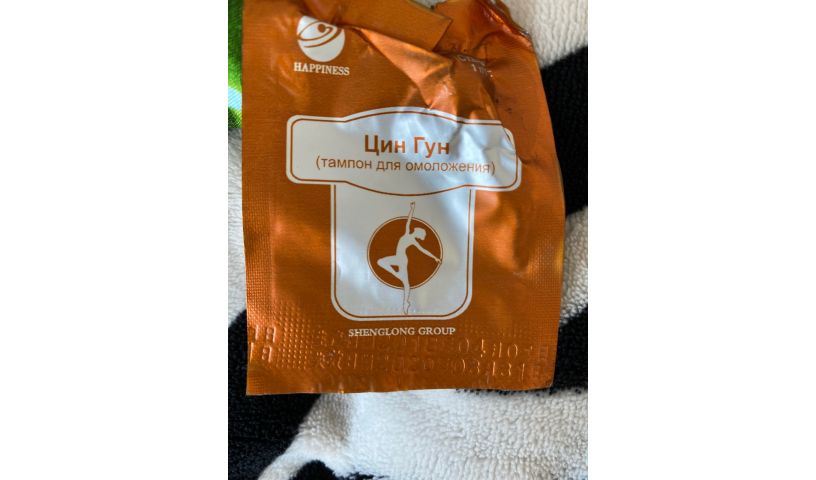 HAPPINESS
Цин Гун
(тампон для омоложения)
SHENGLONG GROUP